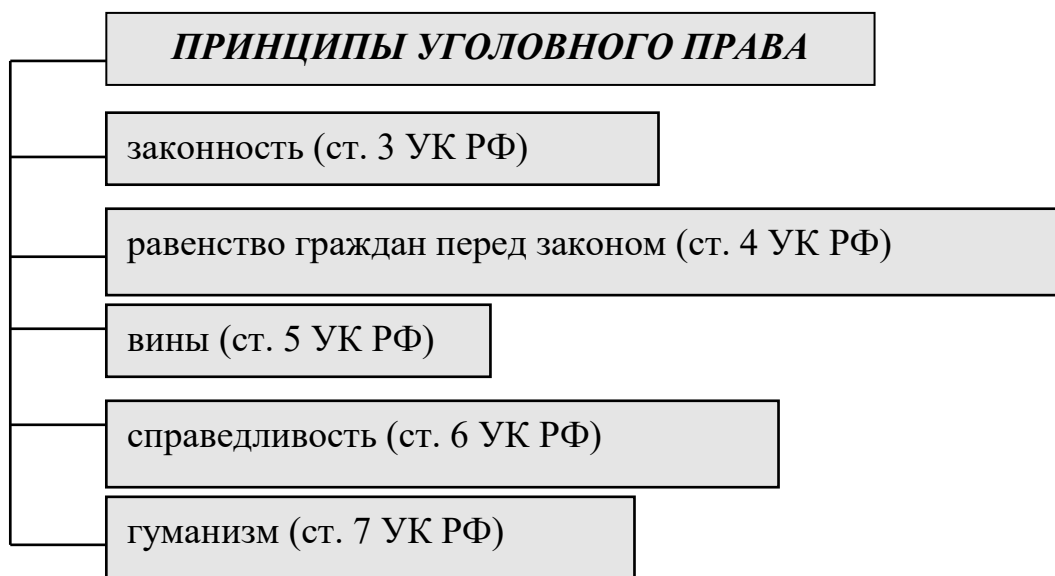 ПРИНЦИПЫ УГОЛОВНОГО ПРАВА
законность (ст. 3 УК РФ)
равенство граждан перед законом (ст. 4 УК РФ)
вины (ст. 5 УК РФ)
справедливость (ст. 6 УК РФ)
гуманизм (ст. 7 УК РФ)